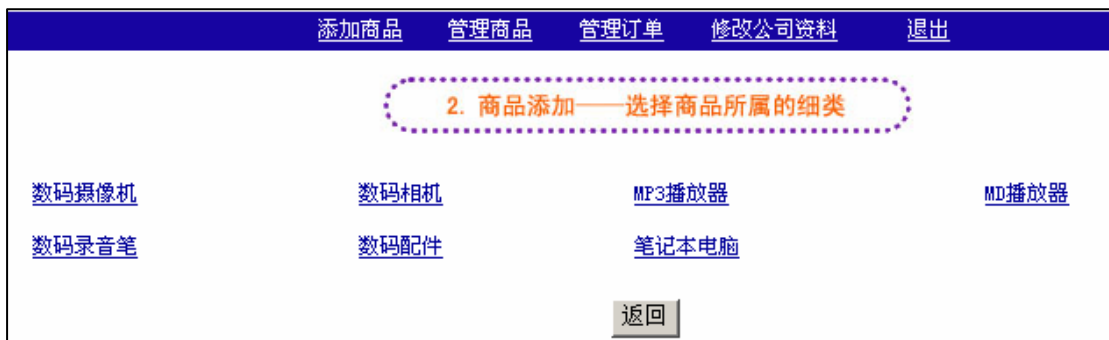 添加商品 管理商品 管理订单 修改公司资料 退出
2. 商品添加——选择商品所属的细类
数码摄像机 数码相机 MP3播放器 MD播放器
数码录音笔 数码配件 笔记本电脑
返回